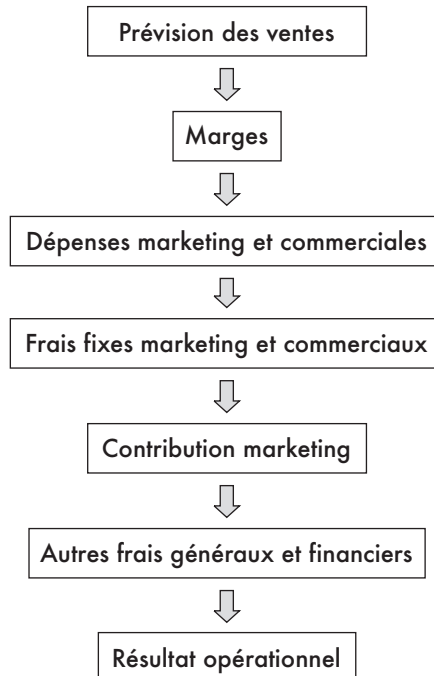 Prévision des ventes
Marges
Dépenses marketing et commerciales
Frais fixes marketing et commerciaux
Contribution marketing
Autres frais généraux et financiers
Résultat opérationnel